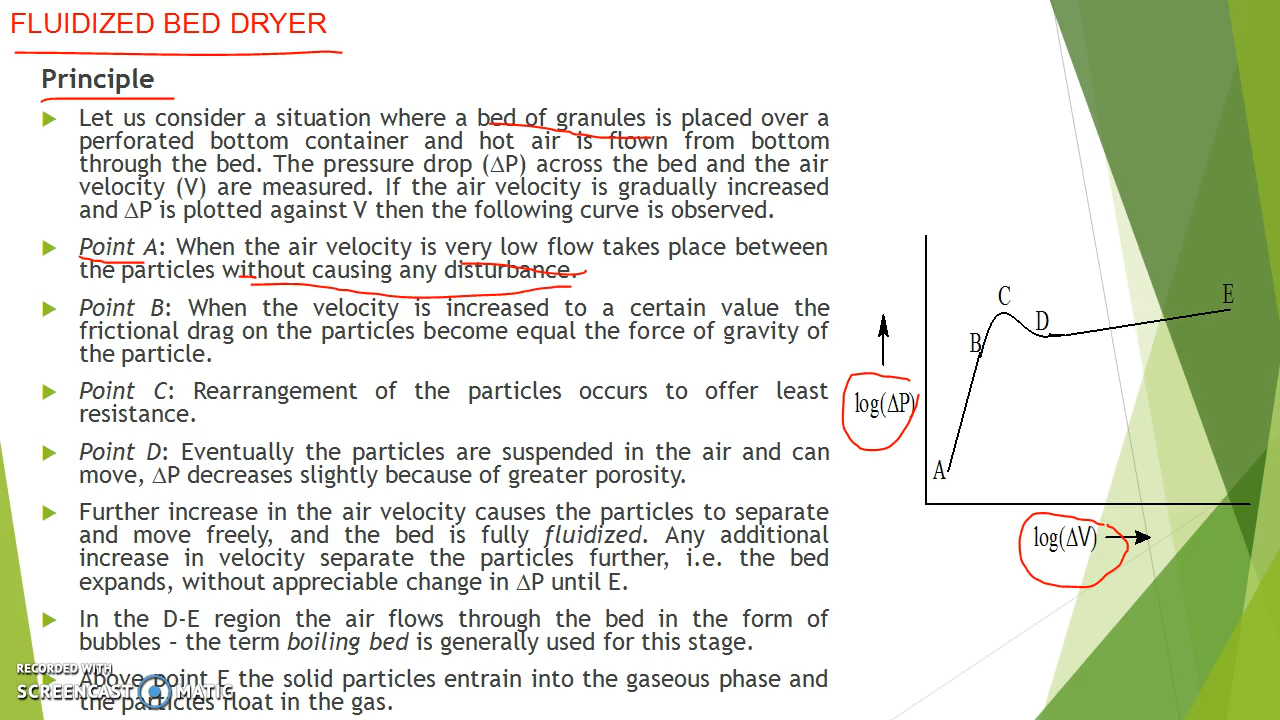 FLUIDIZED BED DRYER
Principle
Let us consider a situation where a bed of granules is placed over a
perforated bottom container and hot air is flown from bottom
through the bed. The pressure drop (∆P) across the bed and the air
velocity (V) are measured. If the air velocity is gradually increased
and ∆P is plotted against V then the following curve is observed.
Point A: When the air velocity is very low flow takes place between
the particles without causing any disturbance.
Point B: When the velocity is increased to a certain value the
frictional drag on the particles become equal the force of gravity of
the particle.
Point C: Rearrangement of the particles occurs to offer least
resistance.
Point D: Eventually the particles are suspended in the air and can
move, ∆P decreases slightly because of greater porosity.
Further increase in the air velocity causes the particles to separate
and move freely, and the bed is fully fluidized. Any additional
increase in velocity separate the particles further, i.e. the bed
expands, without appreciable change in ∆P until E.
In the D-E region the air flows through the bed in the form of
bubbles – the term boiling bed is generally used for this stage.
Above point E the solid particles entrain into the gaseous phase and
the particles float in the gas.
C
E
D
B
log(ΔP)
A
log(ΔV)
RECORDED WITH
SCREENCAST MATIC